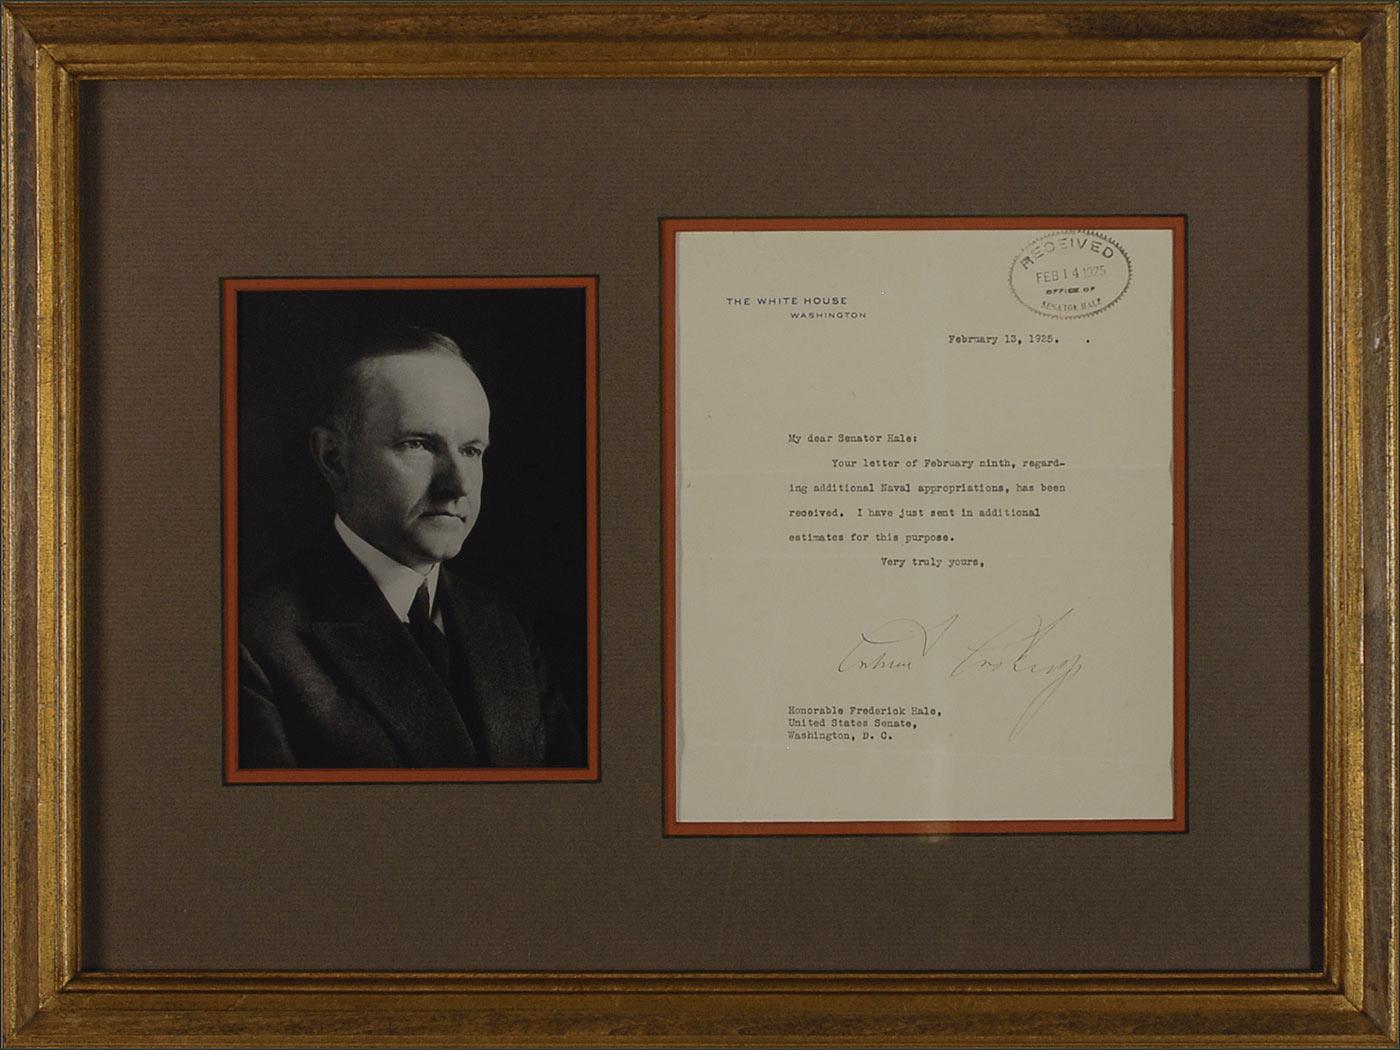 RECEIVED
FEB 14 1925
OFFICE OF
SENATOR HALE
THE WHITE HOUSE
WASHINGTON
February 13, 1925.
My dear Senator Hale:
Your letter of February ninth, regard-
ing additional Naval appropriations, has been
received. I have just sent in additional
estimates for this purpose.
Very truly yours,
Calvin Coolidge
Honorable Frederick Hale,
United States Senate,
Washington, D. C.